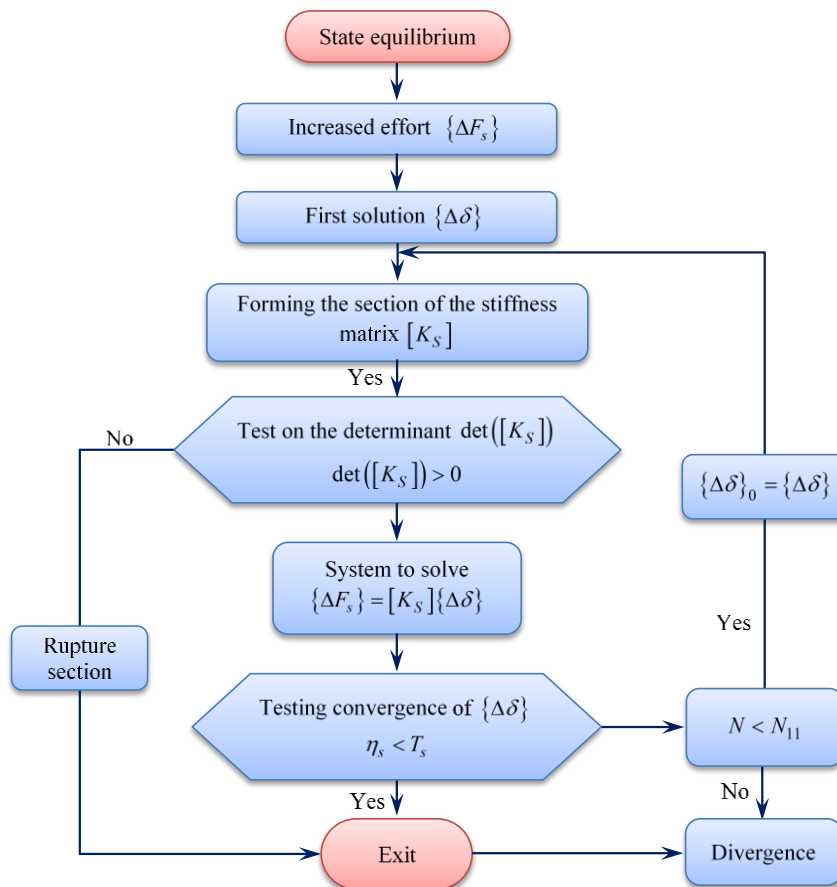 State equilibrium
Increased effort {ΔF_s}
First solution {Δδ}
Forming the section of the stiffness
matrix [K_S]
Yes
No
Test on the determinant det([K_S])
det([K_S]) > 0
{Δδ}_0 = {Δδ}
System to solve
{ΔF_s} = [K_S]{Δδ}
Yes
Rupture
section
Testing convergence of {Δδ}
η_s < T_s
N < N_11
Yes
No
Exit
Divergence